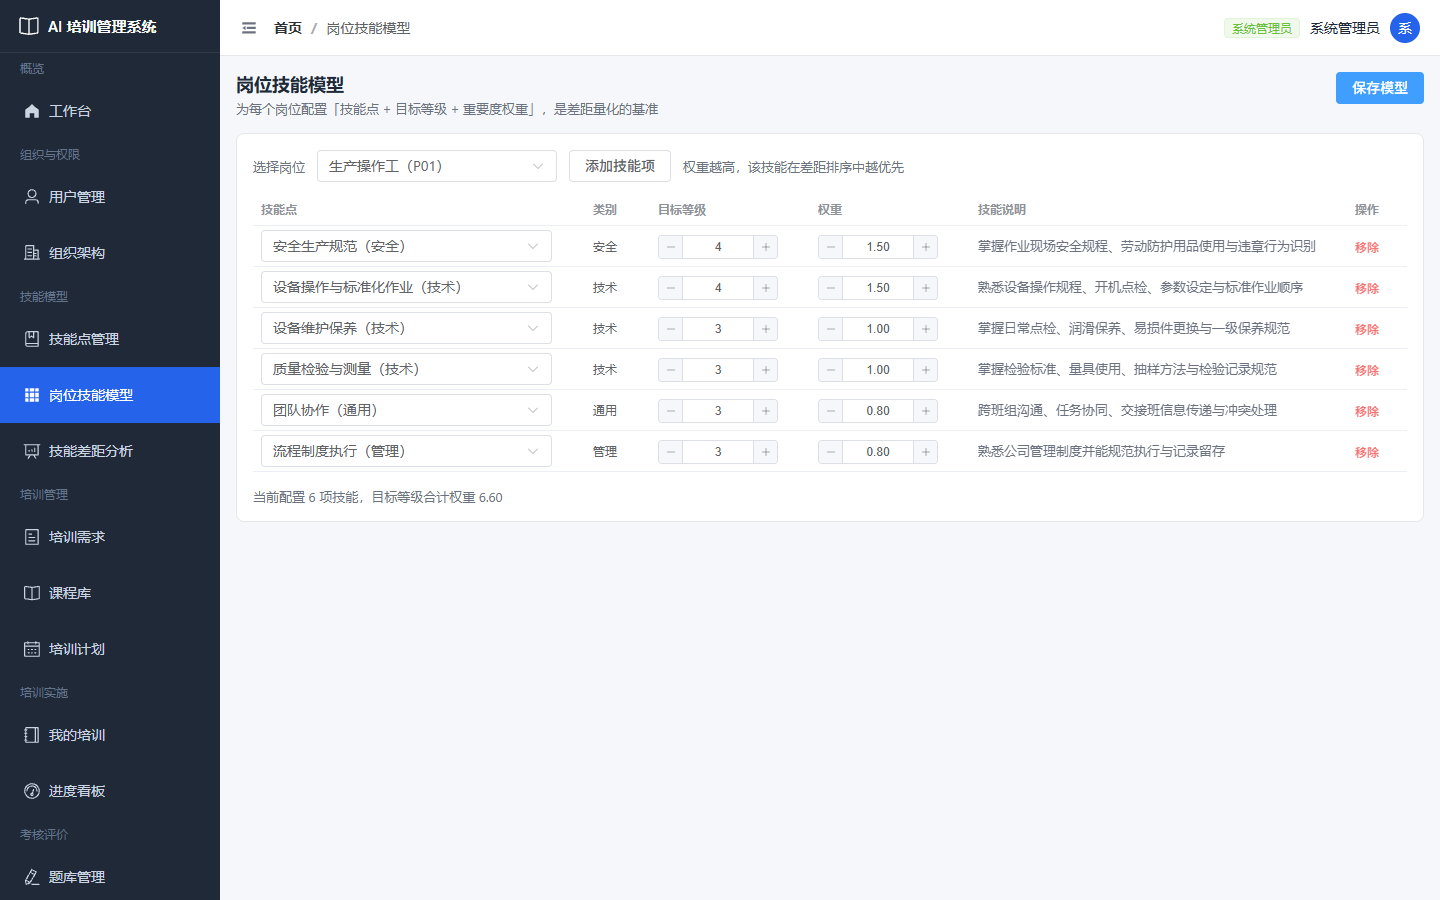 AI 培训管理系统
概览
工作台
组织与权限
用户管理
组织架构
技能模型
技能点管理
岗位技能模型
技能差距分析
培训管理
培训需求
课程库
培训计划
培训实施
我的培训
进度看板
考核评价
题库管理
首页 / 岗位技能模型
系统管理员 系统管理员 系
岗位技能模型
为每个岗位配置「技能点 + 目标等级 + 重要度权重」，是差距量化的基准
保存模型
选择岗位 生产操作工（P01） 添加技能项 权重越高，该技能在差距排序中越优先
技能点 类别 目标等级 权重 技能说明 操作
安全生产规范（安全） 安全 − 4 + − 1.50 + 掌握作业现场安全规程、劳动防护用品使用与违章行为识别 移除
设备操作与标准化作业（技术） 技术 − 4 + − 1.50 + 熟悉设备操作规程、开机点检、参数设定与标准作业顺序 移除
设备维护保养（技术） 技术 − 3 + − 1.00 + 掌握日常点检、润滑保养、易损件更换与一级保养规范 移除
质量检验与测量（技术） 技术 − 3 + − 1.00 + 掌握检验标准、量具使用、抽样方法与检验记录规范 移除
团队协作（通用） 通用 − 3 + − 0.80 + 跨班组沟通、任务协同、交接班信息传递与冲突处理 移除
流程制度执行（管理） 管理 − 3 + − 0.80 + 熟悉公司管理制度并能规范执行与记录留存 移除
当前配置 6 项技能，目标等级合计权重 6.60